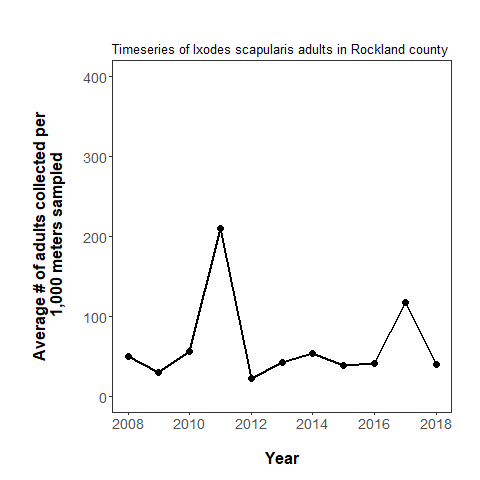 Timeseries of Ixodes scapularis adults in Rockland county
Average # of adults collected per
1,000 meters sampled
400
300
200
100
0
2008 2010 2012 2014 2016 2018
Year